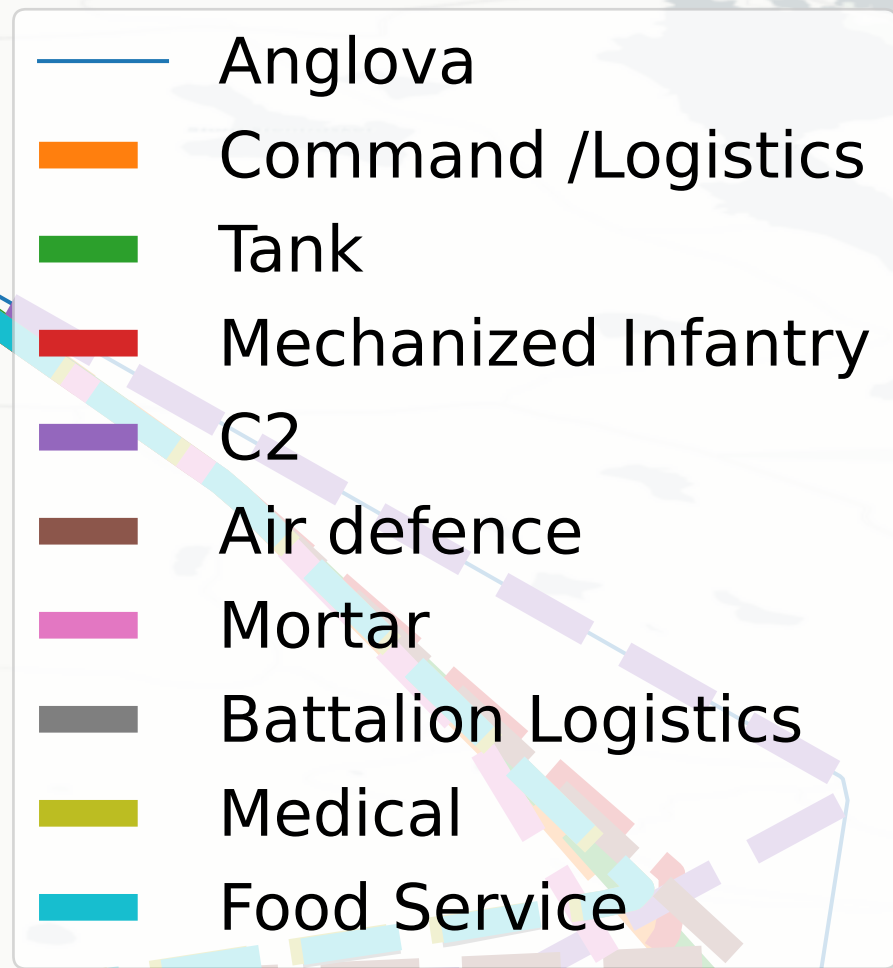 Anglova
Command /Logistics
Tank
Mechanized Infantry
C2
Air defence
Mortar
Battalion Logistics
Medical
Food Service